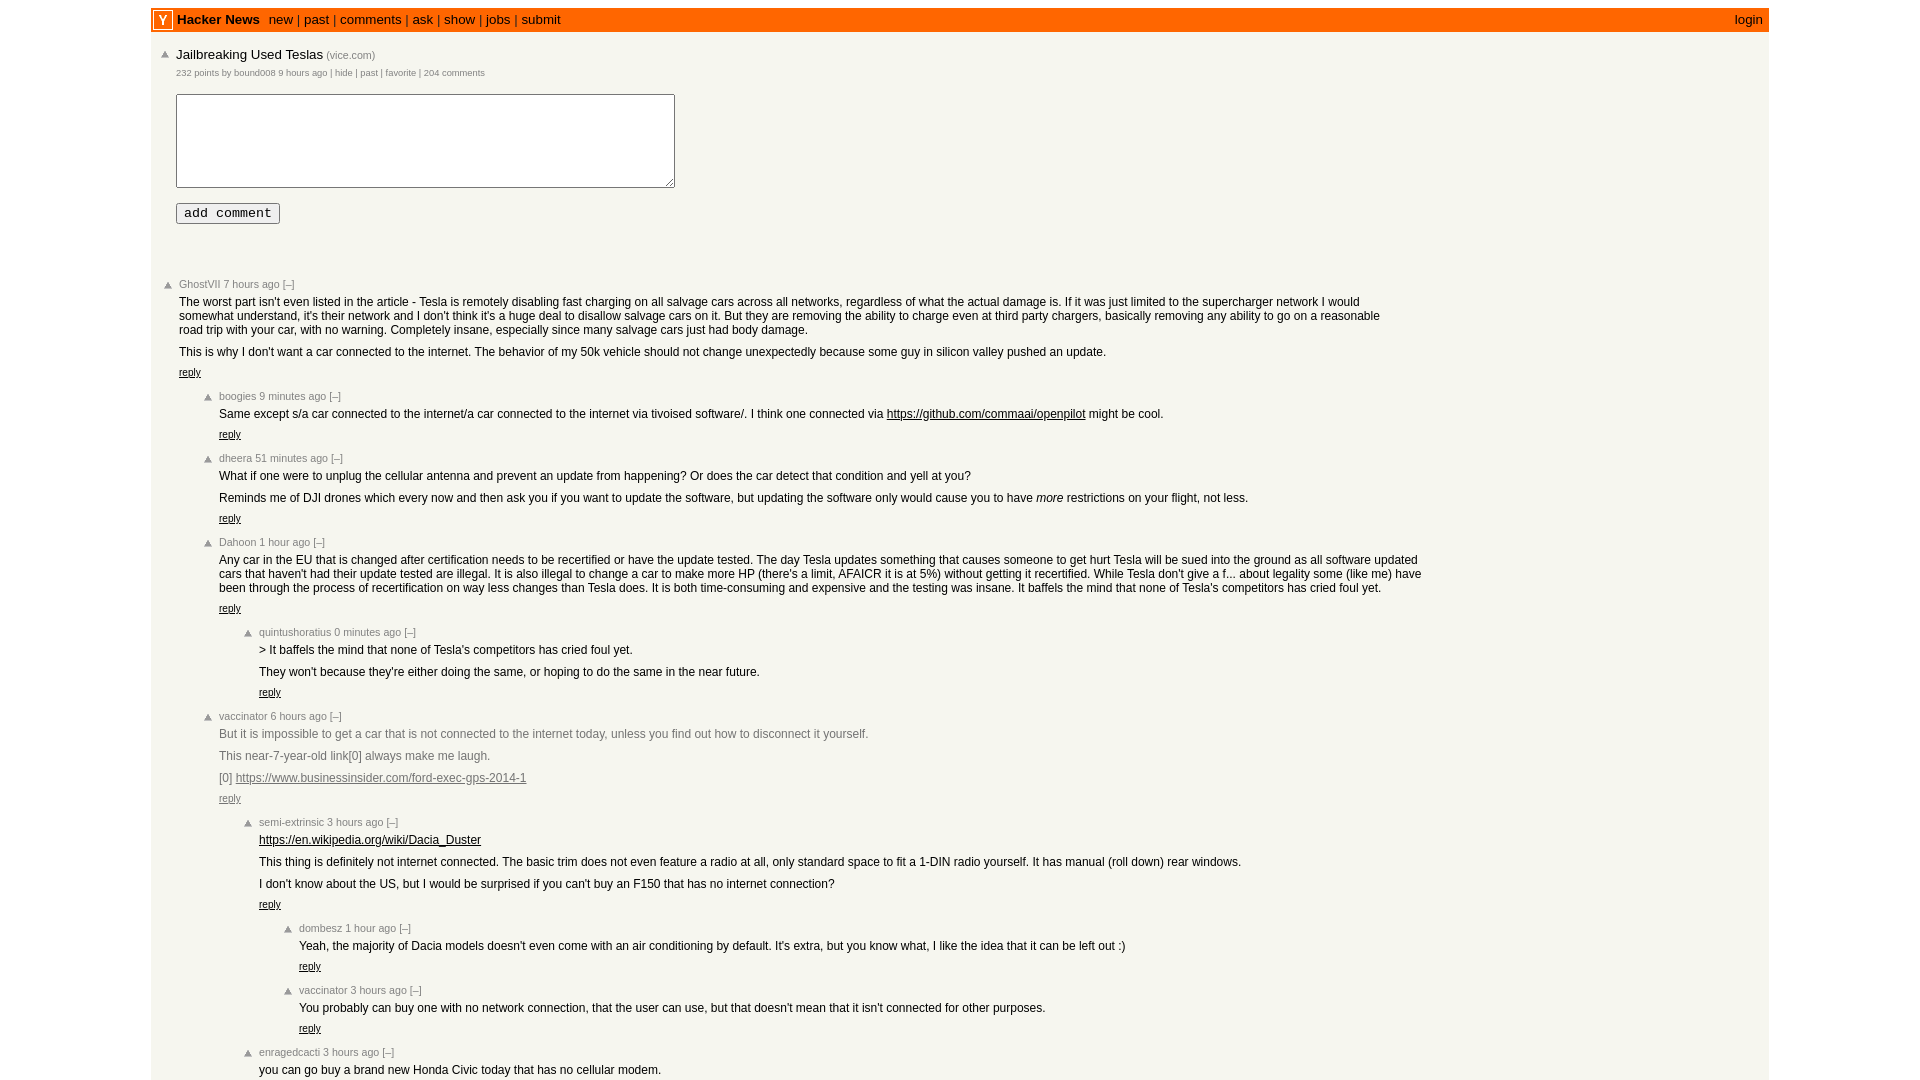 Y Hacker News new | past | comments | ask | show | jobs | submit login
Jailbreaking Used Teslas (vice.com)
232 points by bound008 9 hours ago | hide | past | favorite | 204 comments
add comment
GhostVII 7 hours ago [–]
The worst part isn't even listed in the article - Tesla is remotely disabling fast charging on all salvage cars across all networks, regardless of what the actual damage is. If it was just limited to the supercharger network I would
somewhat understand, it's their network and I don't think it's a huge deal to disallow salvage cars on it. But they are removing the ability to charge even at third party chargers, basically removing any ability to go on a reasonable
road trip with your car, with no warning. Completely insane, especially since many salvage cars just had body damage.
This is why I don't want a car connected to the internet. The behavior of my 50k vehicle should not change unexpectedly because some guy in silicon valley pushed an update.
reply
boogies 9 minutes ago [–]
Same except s/a car connected to the internet/a car connected to the internet via tivoised software/. I think one connected via https://github.com/commaai/openpilot might be cool.
reply
dheera 51 minutes ago [–]
What if one were to unplug the cellular antenna and prevent an update from happening? Or does the car detect that condition and yell at you?
Reminds me of DJI drones which every now and then ask you if you want to update the software, but updating the software only would cause you to have more restrictions on your flight, not less.
reply
Dahoon 1 hour ago [–]
Any car in the EU that is changed after certification needs to be recertified or have the update tested. The day Tesla updates something that causes someone to get hurt Tesla will be sued into the ground as all software updated
cars that haven't had their update tested are illegal. It is also illegal to change a car to make more HP (there's a limit, AFAICR it is at 5%) without getting it recertified. While Tesla don't give a f... about legality some (like me) have
been through the process of recertification on way less changes than Tesla does. It is both time-consuming and expensive and the testing was insane. It baffels the mind that none of Tesla's competitors has cried foul yet.
reply
quintushoratius 0 minutes ago [–]
> It baffels the mind that none of Tesla's competitors has cried foul yet.
They won't because they're either doing the same, or hoping to do the same in the near future.
reply
vaccinator 6 hours ago [–]
But it is impossible to get a car that is not connected to the internet today, unless you find out how to disconnect it yourself.
This near-7-year-old link[0] always make me laugh.
[0] https://www.businessinsider.com/ford-exec-gps-2014-1
reply
semi-extrinsic 3 hours ago [–]
https://en.wikipedia.org/wiki/Dacia_Duster
This thing is definitely not internet connected. The basic trim does not even feature a radio at all, only standard space to fit a 1-DIN radio yourself. It has manual (roll down) rear windows.
I don't know about the US, but I would be surprised if you can't buy an F150 that has no internet connection?
reply
dombesz 1 hour ago [–]
Yeah, the majority of Dacia models doesn't even come with an air conditioning by default. It's extra, but you know what, I like the idea that it can be left out :)
reply
vaccinator 3 hours ago [–]
You probably can buy one with no network connection, that the user can use, but that doesn't mean that it isn't connected for other purposes.
reply
enragedcacti 3 hours ago [–]
you can go buy a brand new Honda Civic today that has no cellular modem.